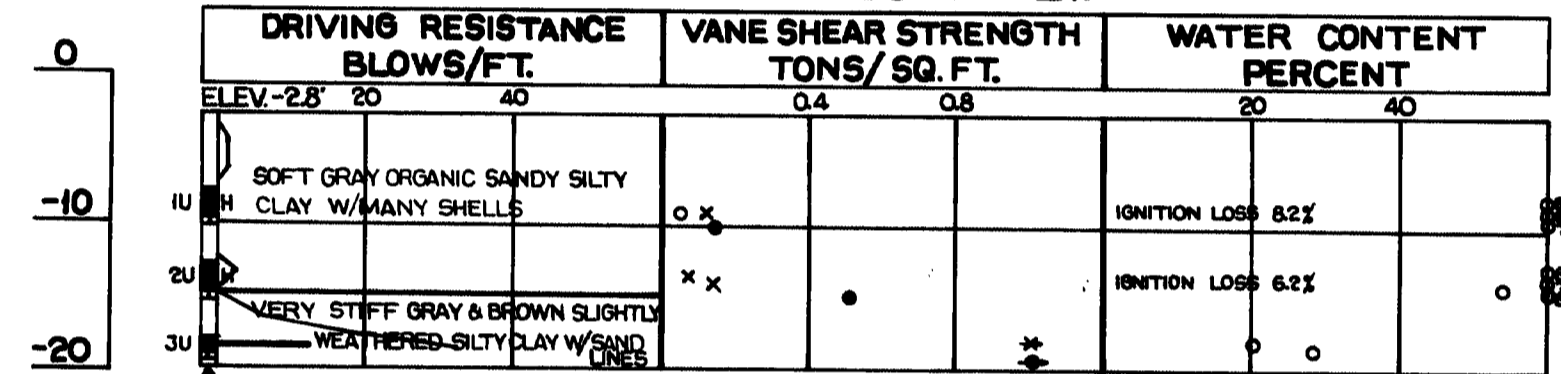 DRIVING RESISTANCE
BLOWS/FT.
VANE SHEAR STRENGTH
TONS/SQ. FT.
WATER CONTENT
PERCENT
0
ELEV.-2.8' 20 40
0.4 0.8
20 40
SOFT GRAY ORGANIC SANDY SILTY
CLAY W/MANY SHELLS
-10
1U H
IGNITION LOSS 8.2%
2U H
IGNITION LOSS 6.2%
VERY STIFF GRAY & BROWN SLIGHTLY
WEATHERED SILTY CLAY W/SAND
LINES
3U
-20